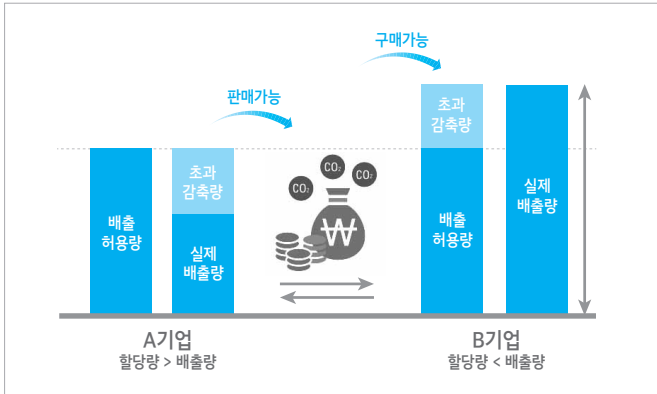 구매가능
판매가능
초과
감축량
CO₂
CO₂
CO₂
초과
감축량
실제
배출량
배출
허용량
배출
허용량
₩
실제
배출량
A기업
할당량 > 배출량
B기업
할당량 < 배출량